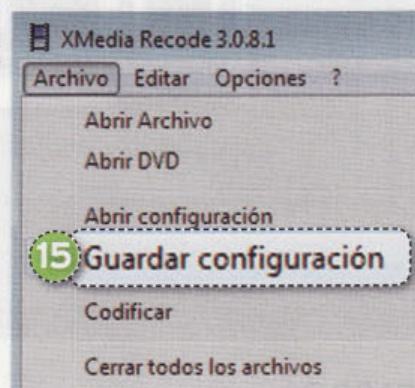 XMedia Recode 3.0.8.1
Archivo Editar Opciones ?
Abrir Archivo
Abrir DVD
Abrir configuración
15 Guardar configuración
Codificar
Cerrar todos los archivos